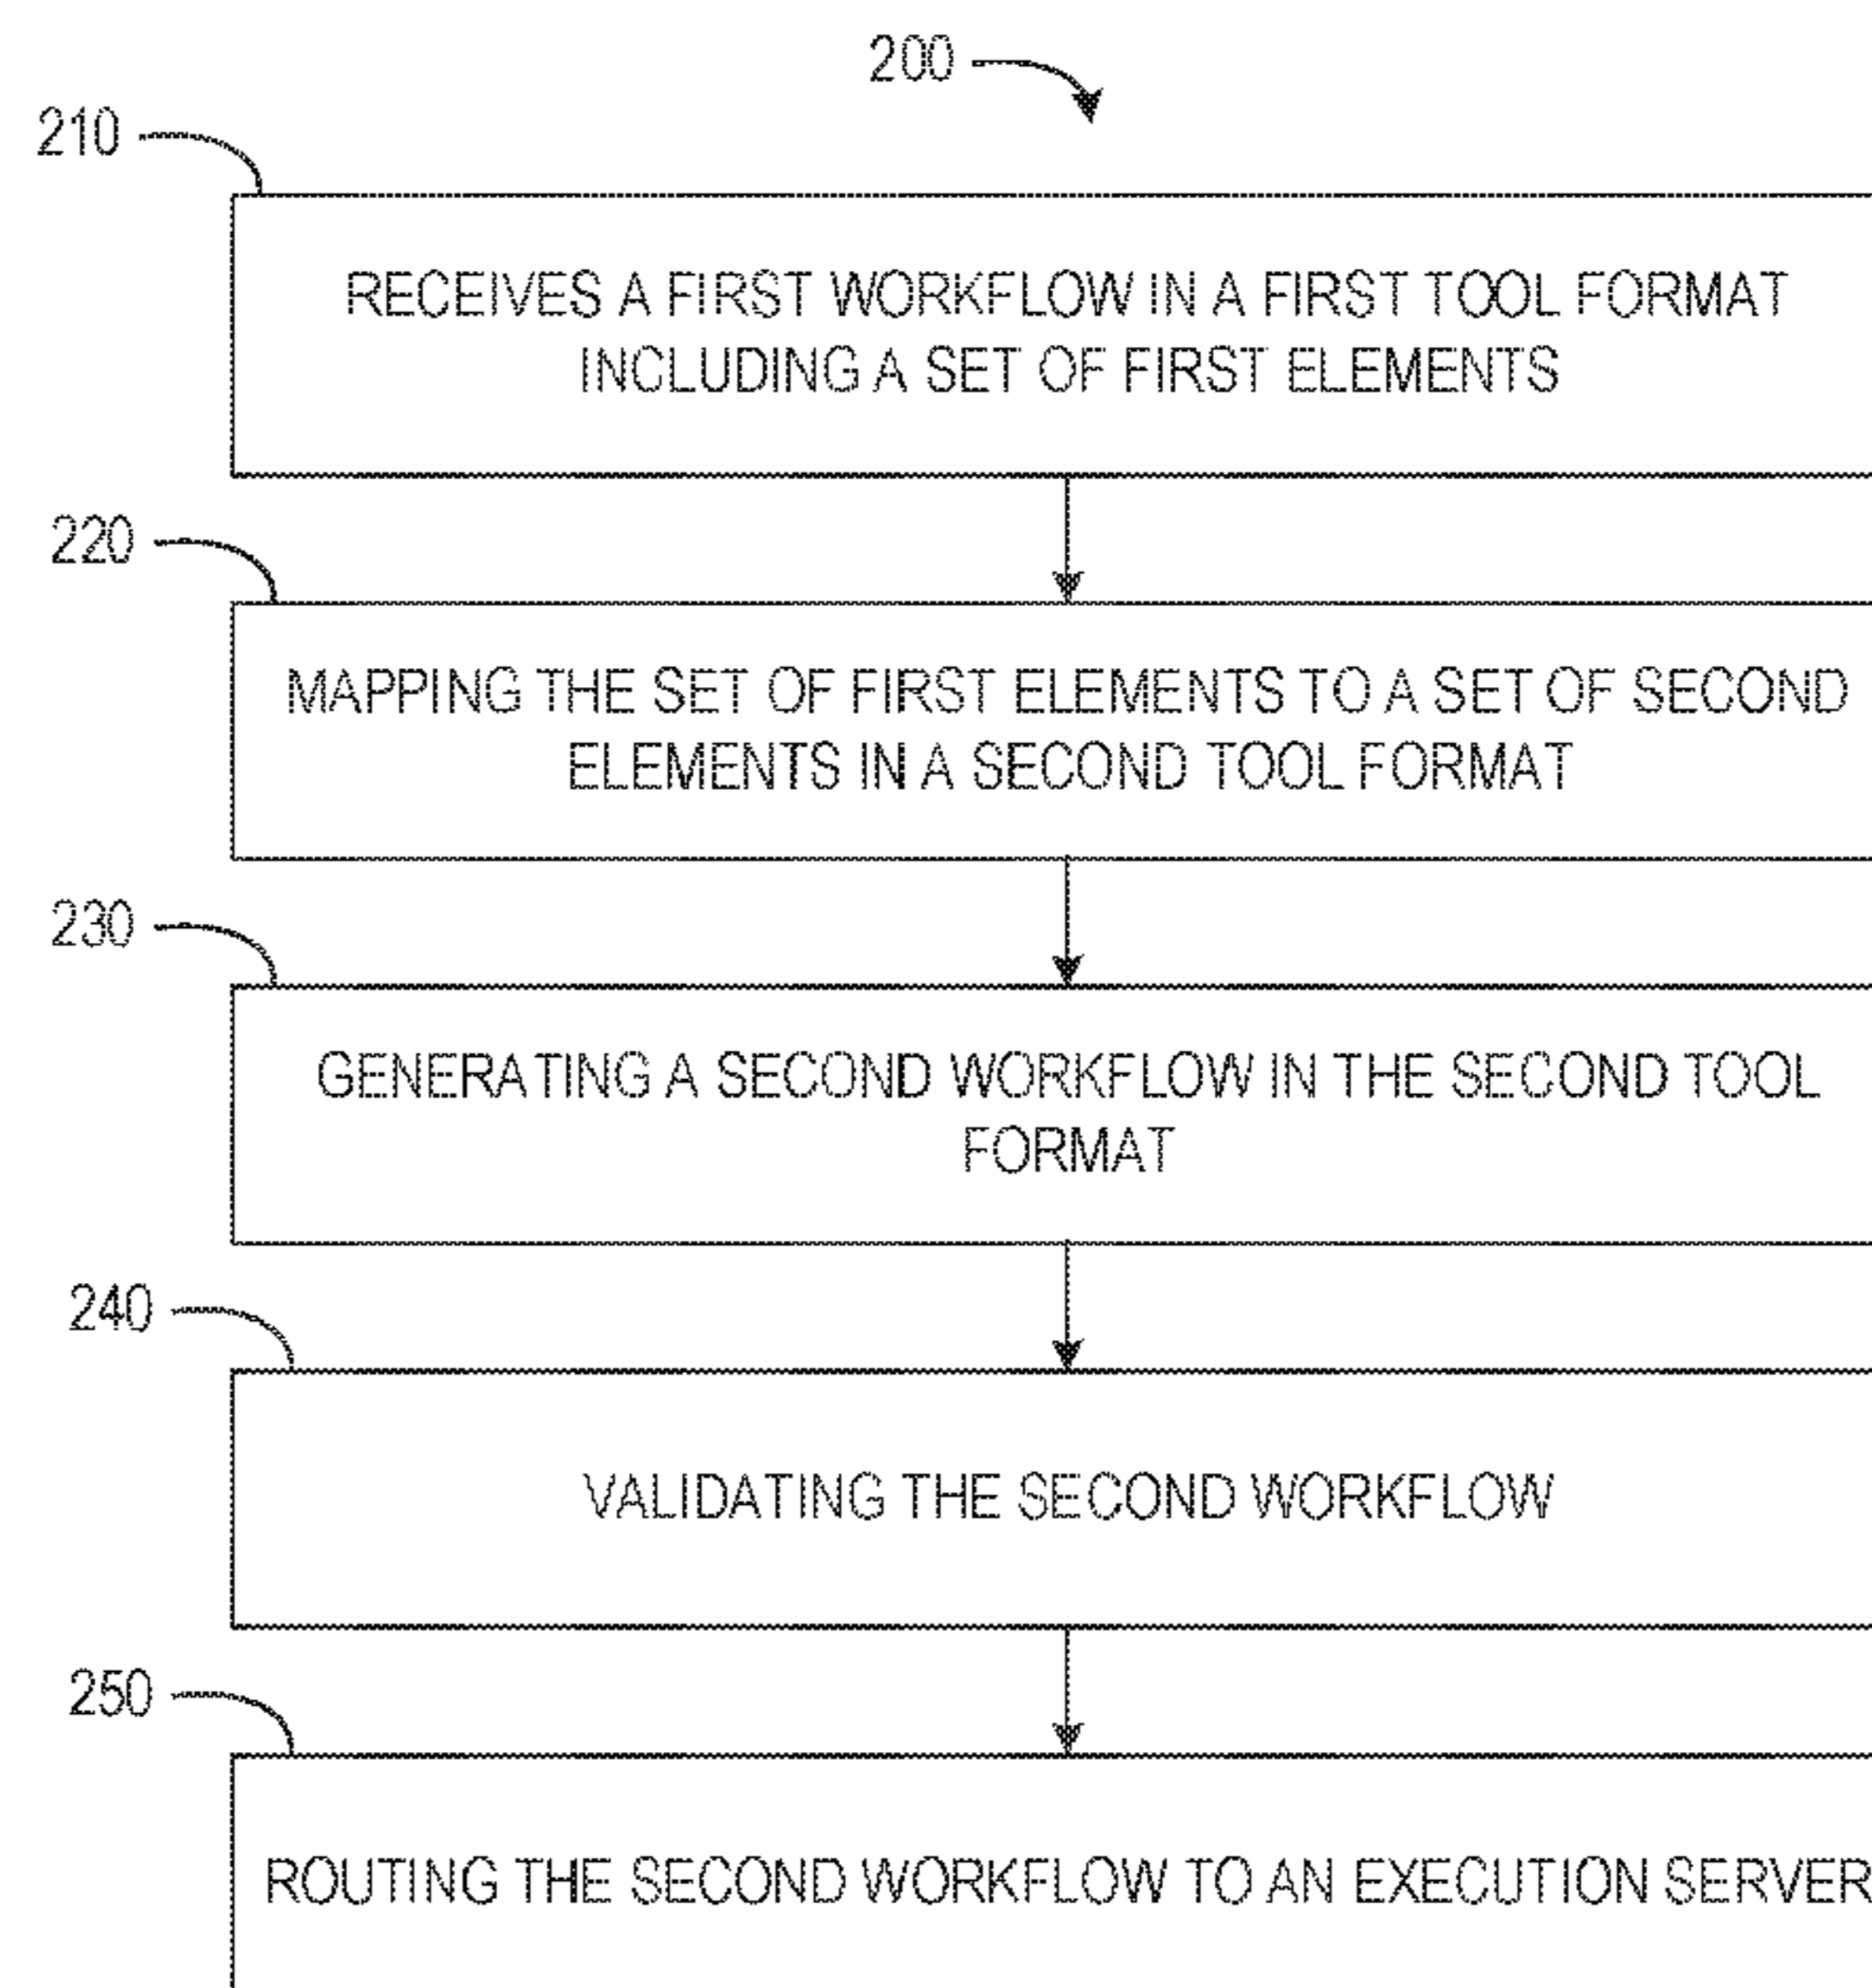 200
210
RECEIVES A FIRST WORKFLOW IN A FIRST TOOL FORMAT
INCLUDING A SET OF FIRST ELEMENTS
220
MAPPING THE SET OF FIRST ELEMENTS TO A SET OF SECOND
ELEMENTS IN A SECOND TOOL FORMAT
230
GENERATING A SECOND WORKFLOW IN THE SECOND TOOL
FORMAT
240
VALIDATING THE SECOND WORKFLOW
250
ROUTING THE SECOND WORKFLOW TO AN EXECUTION SERVER